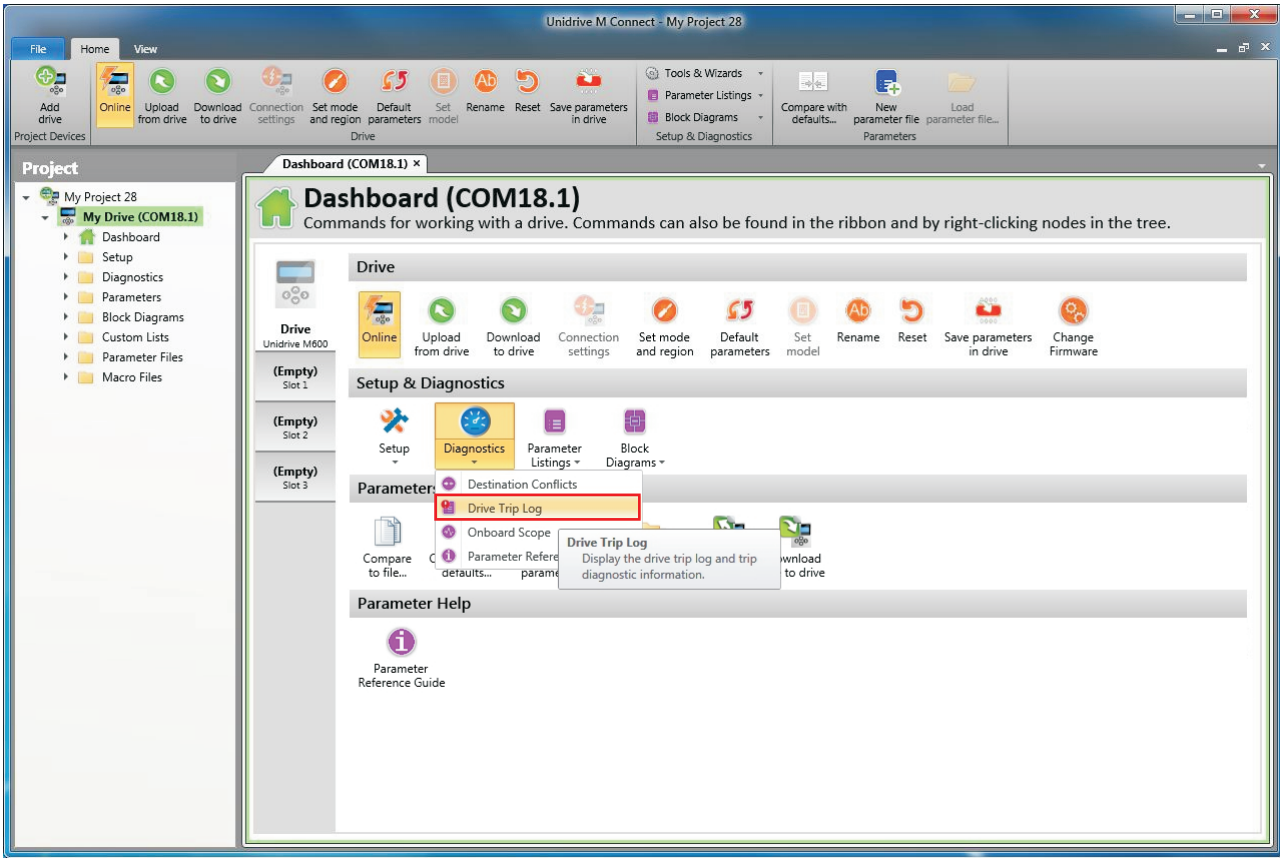 Unidrive M Connect - My Project 28
File Home View
Add drive
Online
Upload from drive
Download to drive
Connection settings
Set mode and region
Default parameters
Set model
Rename
Reset
Save parameters in drive
Tools & Wizards
Parameter Listings
Block Diagrams
Compare with defaults...
New parameter file
Load parameter file...
Project Devices
Drive
Setup & Diagnostics
Parameters
Project
My Project 28
My Drive (COM18.1)
Dashboard
Setup
Diagnostics
Parameters
Block Diagrams
Custom Lists
Parameter Files
Macro Files
Dashboard (COM18.1) ×
Dashboard (COM18.1)
Commands for working with a drive. Commands can also be found in the ribbon and by right-clicking nodes in the tree.
Drive
Unidrive M600
(Empty)
Slot 1
(Empty)
Slot 2
(Empty)
Slot 3
Drive
Online
Upload from drive
Download to drive
Connection settings
Set mode and region
Default parameters
Set model
Ab
Rename
Reset
Save parameters in drive
Change Firmware
Setup & Diagnostics
Setup
Diagnostics
Parameter Listings
Block Diagrams
Destination Conflicts
Drive Trip Log
Onboard Scope
Parameter Refere
Drive Trip Log
Display the drive trip log and trip
diagnostic information.
Parameter
Compare to file...
defaults...
parame
wnload
to drive
Parameter Help
Parameter
Reference Guide